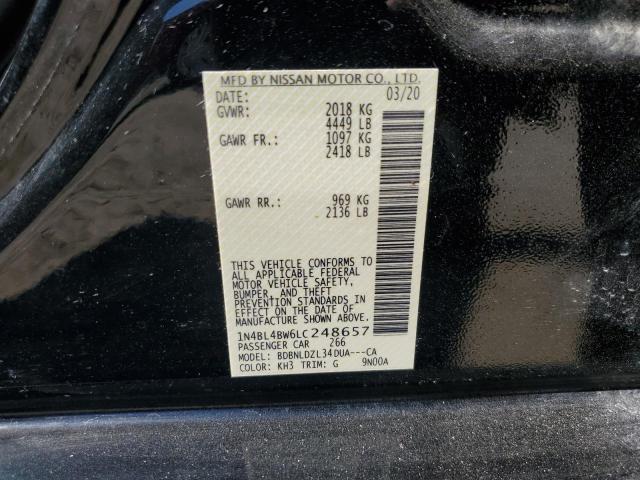 MFD BY NISSAN MOTOR CO., LTD.
DATE: 03/20
GVWR: 2018 KG
4449 LB
GAWR FR.: 1097 KG
2418 LB
GAWR RR.: 969 KG
2136 LB
THIS VEHICLE CONFORMS TO
ALL APPLICABLE FEDERAL
MOTOR VEHICLE SAFETY,
BUMPER, AND THEFT
PREVENTION STANDARDS IN
EFFECT ON THE DATE OF
MANUFACTURE SHOWN ABOVE.
1N4BL4BW6LC248657
PASSENGER CAR 266
MODEL: BDBNLDZL34DUA---CA
COLOR: KH3 TRIM: G 9N00A